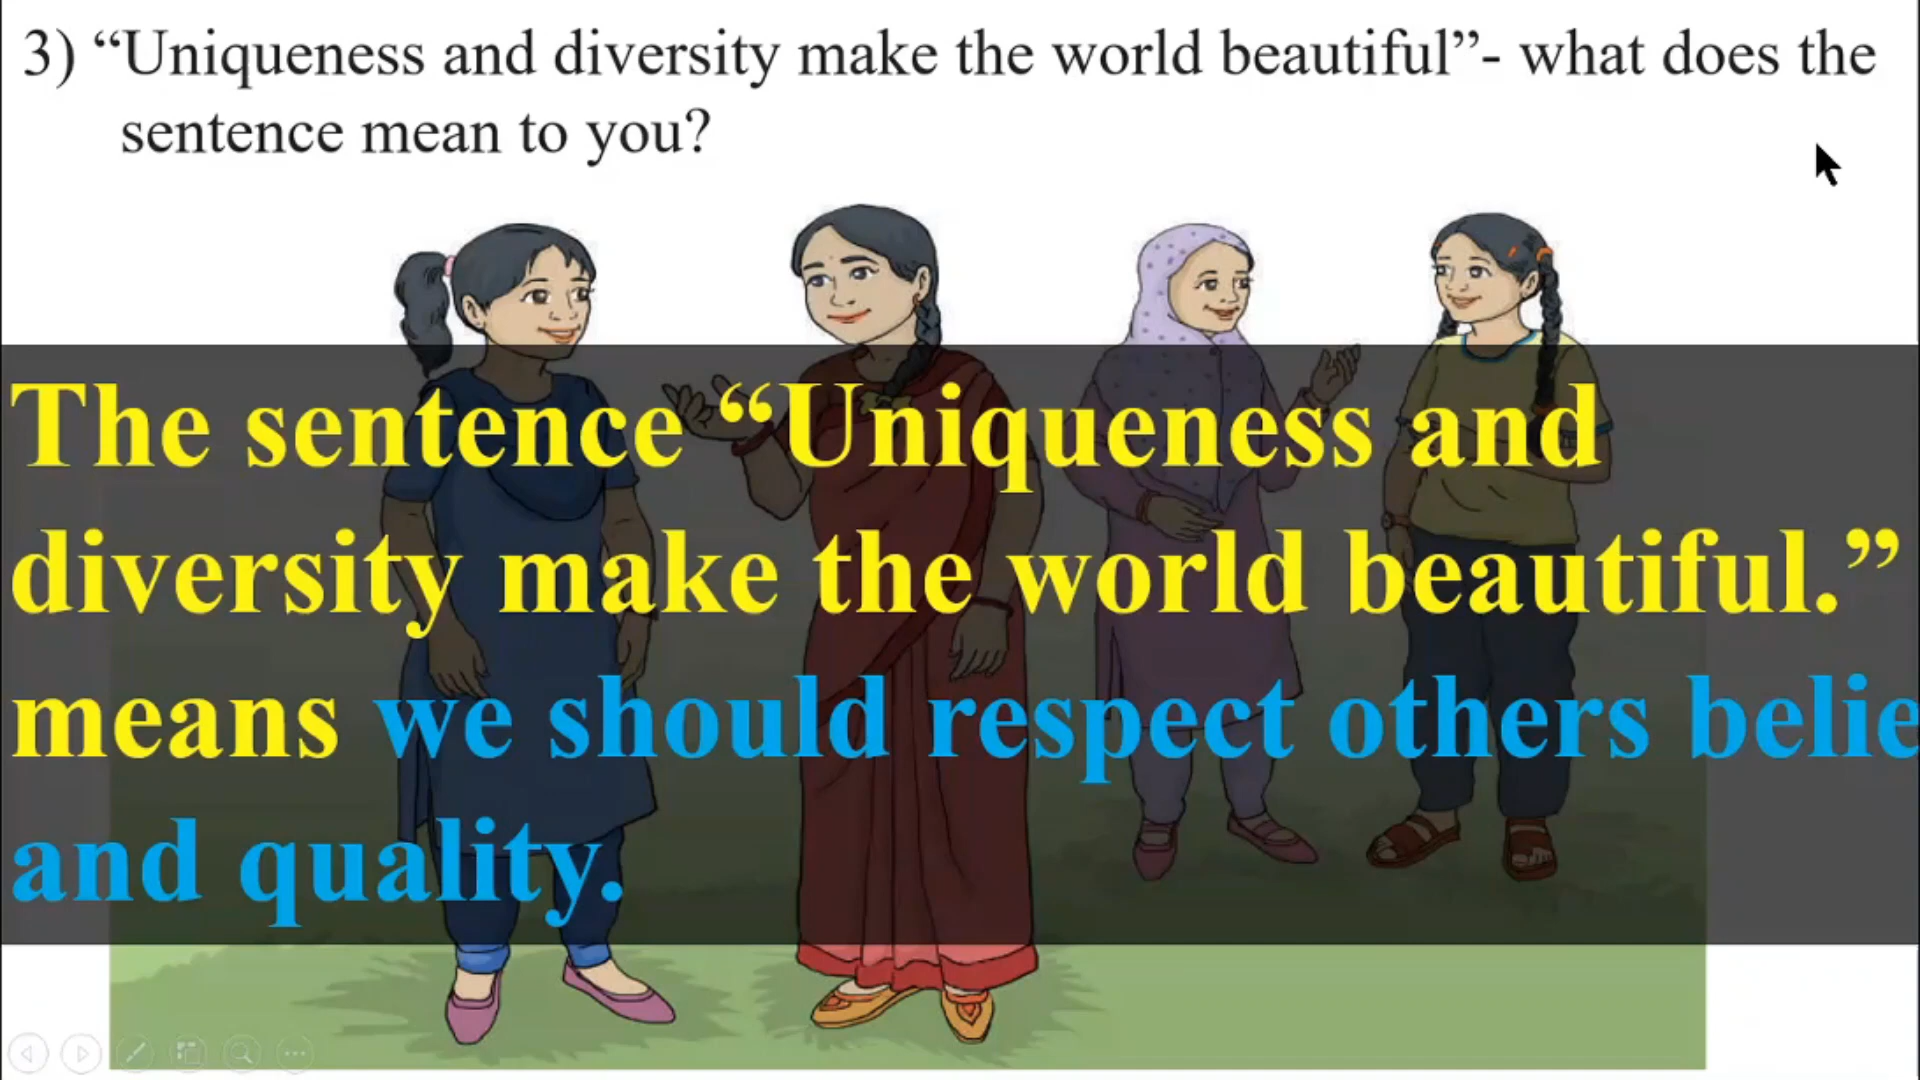 3) “Uniqueness and diversity make the world beautiful”- what does the
sentence mean to you?
The sentence “Uniqueness and
diversity make the world beautiful.”
means we should respect others belie
and quality.